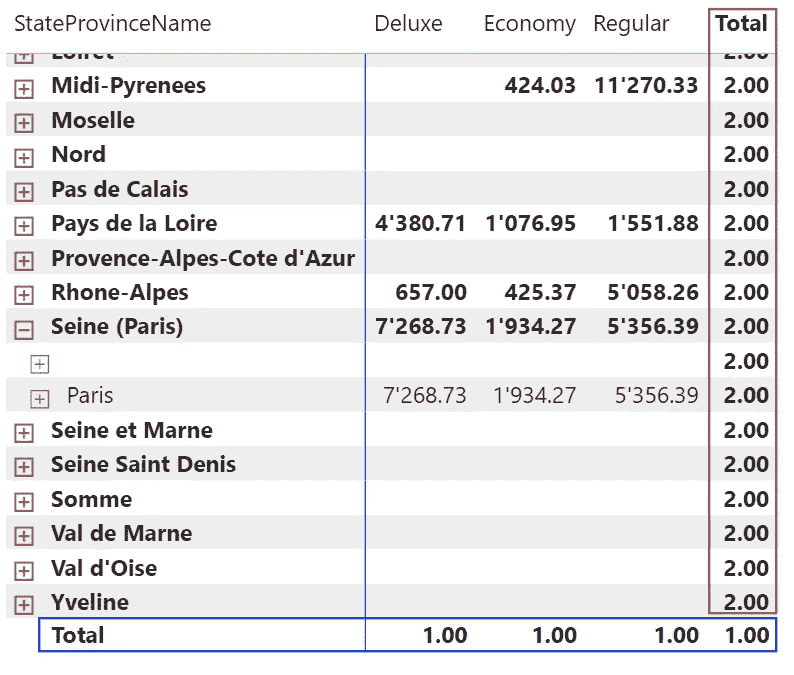 StateProvinceName Deluxe Economy Regular Total
Loiret 2.00
Midi-Pyrenees 424.03 11'270.33 2.00
Moselle 2.00
Nord 2.00
Pas de Calais 2.00
Pays de la Loire 4'380.71 1'076.95 1'551.88 2.00
Provence-Alpes-Cote d'Azur 2.00
Rhone-Alpes 657.00 425.37 5'058.26 2.00
Seine (Paris) 7'268.73 1'934.27 5'356.39 2.00
2.00
Paris 7'268.73 1'934.27 5'356.39 2.00
Seine et Marne 2.00
Seine Saint Denis 2.00
Somme 2.00
Val de Marne 2.00
Val d'Oise 2.00
Yveline 2.00
Total 1.00 1.00 1.00 1.00